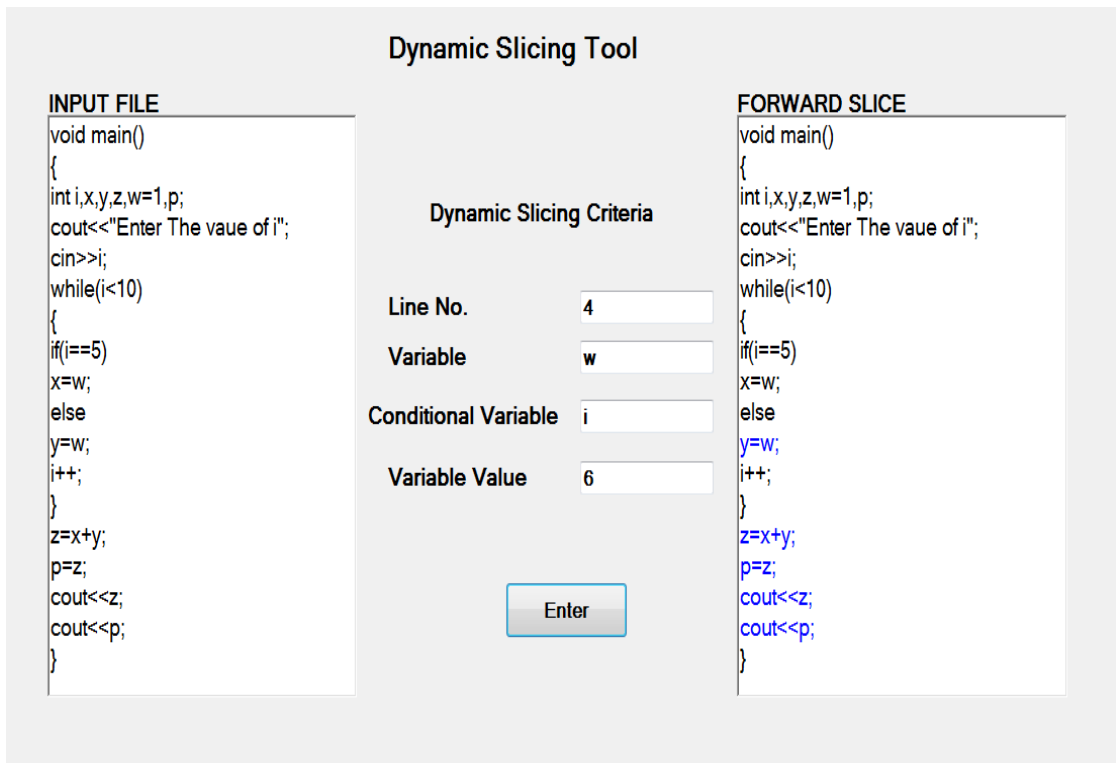 Dynamic Slicing Tool
INPUT FILE
void main()
{
int i,x,y,z,w=1,p;
cout<<"Enter The vaue of i";
cin>>i;
while(i<10)
{
if(i==5)
x=w;
else
y=w;
i++;
}
z=x+y;
p=z;
cout<<z;
cout<<p;
}
Dynamic Slicing Criteria
Line No. 4
Variable w
Conditional Variable i
Variable Value 6
Enter
FORWARD SLICE
void main()
{
int i,x,y,z,w=1,p;
cout<<"Enter The vaue of i";
cin>>i;
while(i<10)
{
if(i==5)
x=w;
else
y=w;
i++;
}
z=x+y;
p=z;
cout<<z;
cout<<p;
}